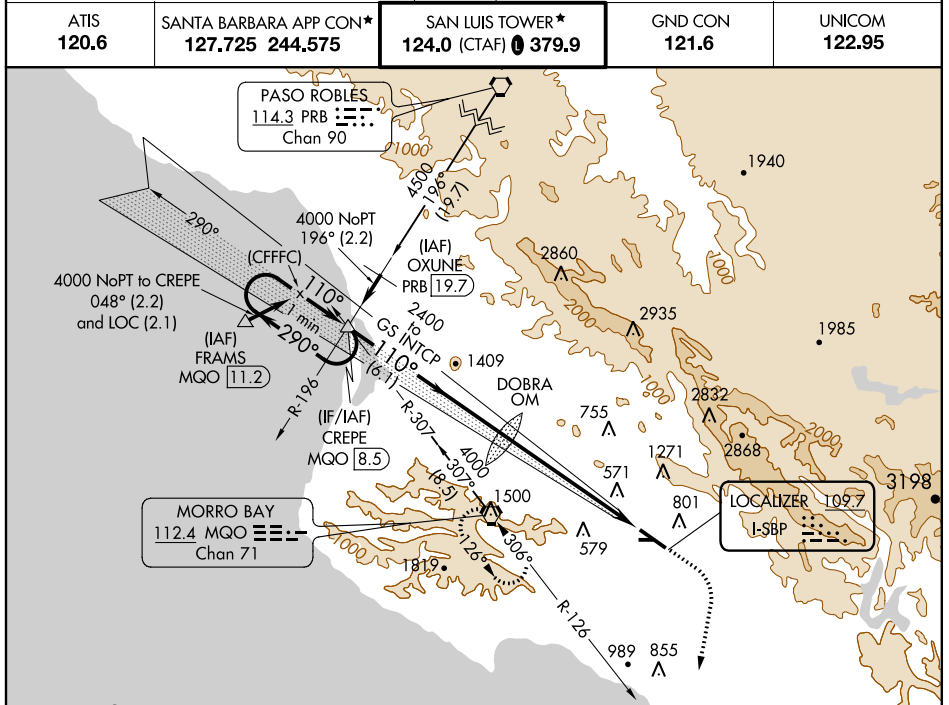 ATIS
120.6
SANTA BARBARA APP CON★
127.725 244.575
SAN LUIS TOWER★
124.0 (CTAF) L 379.9
GND CON
121.6
UNICOM
122.95
PASO ROBLES
114.3 PRB
Chan 90
1000
1940
4500
196°
(19.7)
4000 NoPT
196° (2.2)
290°
(CFFFC)
(IAF)
OXUNE
PRB 19.7
2860
1000
4000 NoPT to CREPE
048° (2.2)
and LOC (2.1)
110°
1 min
290°
2400
to
GS INTCP
110°
(6.1)
2000
2935
1985
(IAF)
FRAMS
MQO 11.2
1409
1000
R-196
R-307
DOBRA
OM
2832
2000
755
2868
(IF/IAF)
CREPE
MQO 8.5
4000
307°
(8.5)
1271
571
3198
1500
801
LOCALIZER 109.7
I-SBP
MORRO BAY
112.4 MQO
Chan 71
1000
579
126°
306°
1819
1000
R-126
989
855